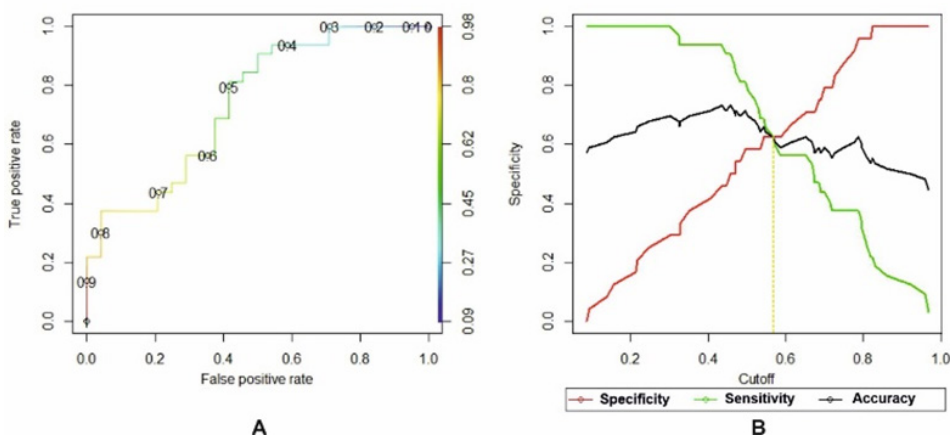 True positive rate
0.0 0.2 0.4 0.6 0.8 1.0
0.9
0.8
0.7
0.6
0.5
0.4
0.3
0.2
0.1
0
0.0 0.2 0.4 0.6 0.8 1.0
False positive rate
0.09 0.27 0.45 0.62 0.8 0.98
A
Specificity
0.0 0.2 0.4 0.6 0.8 1.0
0.2 0.4 0.6 0.8 1.0
Cutoff
Specificity Sensitivity Accuracy
B